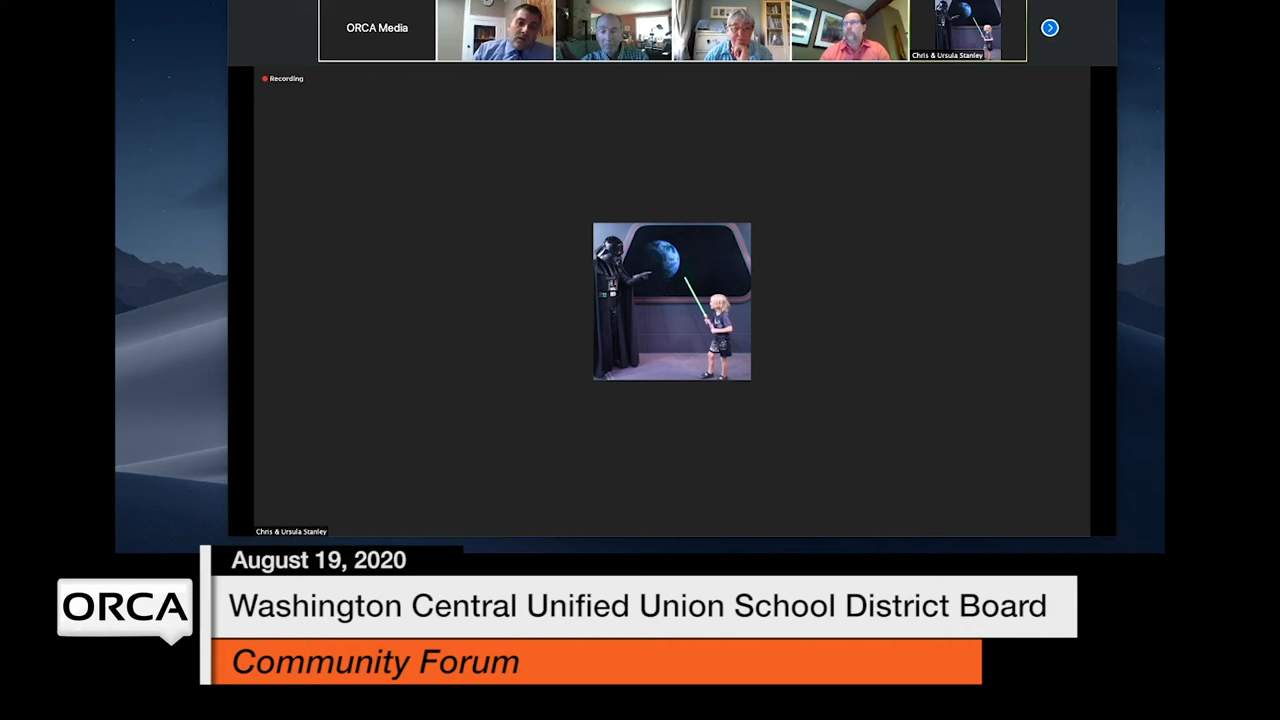 ORCA Media
Chris & Ursula Stanley
Recording
Chris & Ursula Stanley
August 19, 2020
ORCA
Washington Central Unified Union School District Board
Community Forum